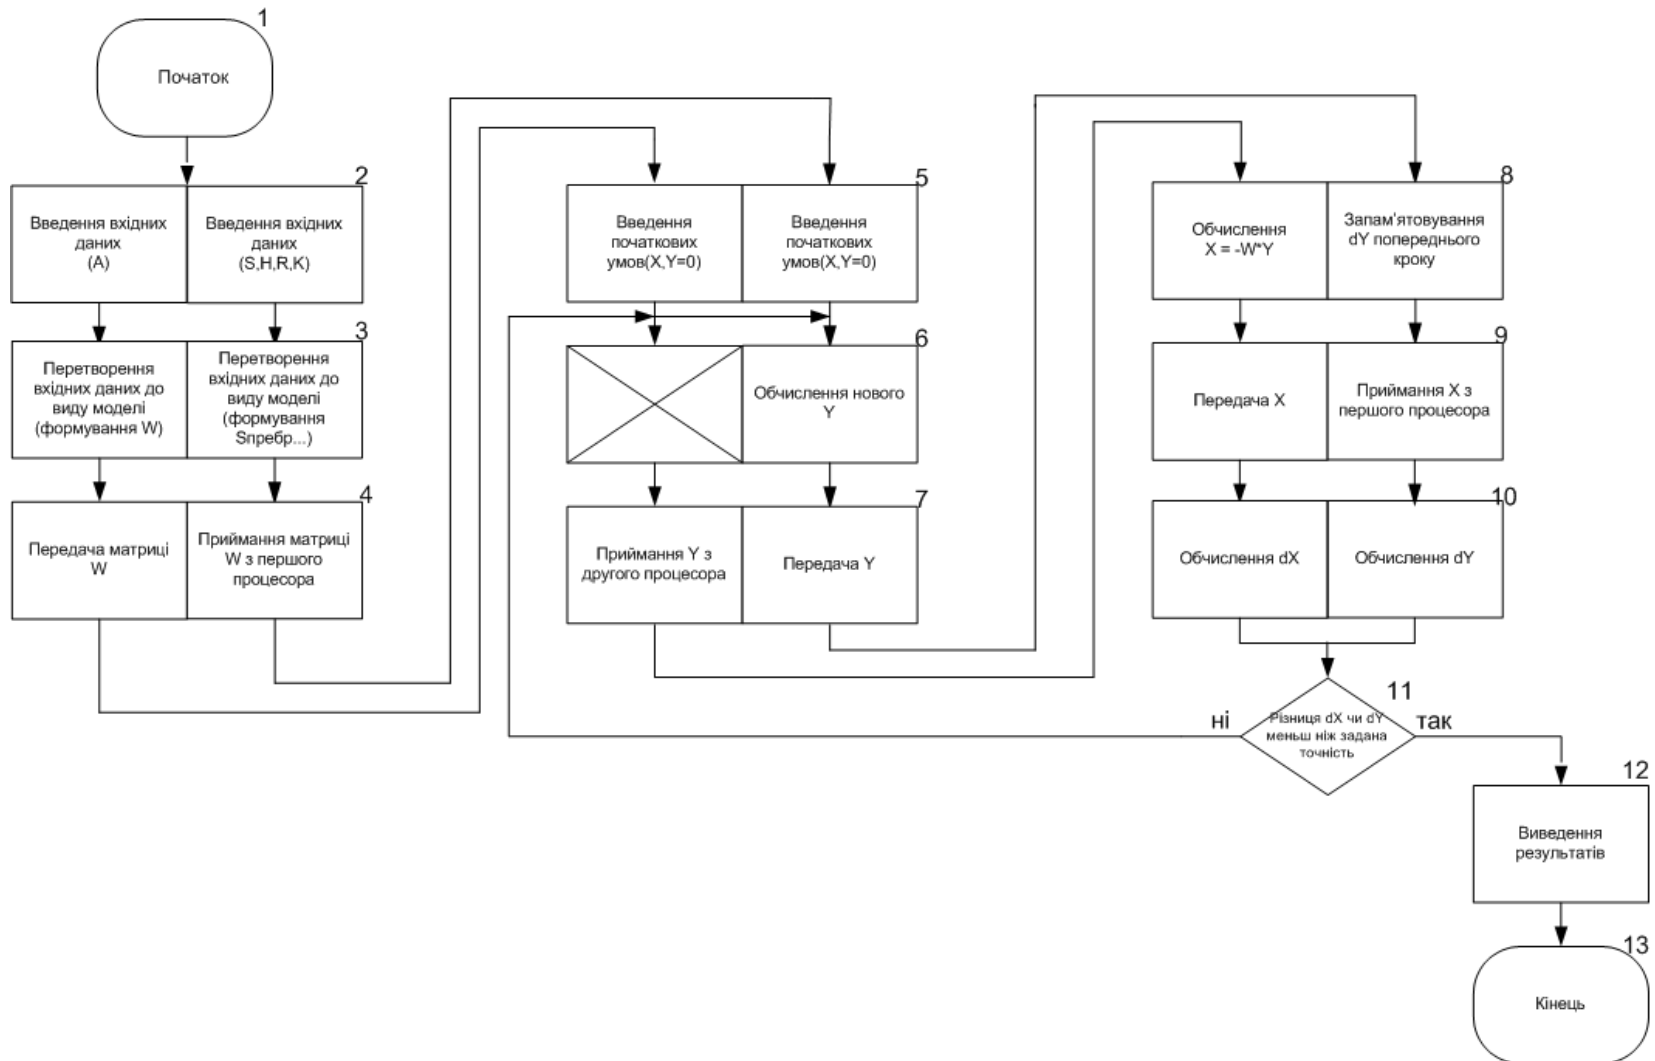 1
Початок
2
Введення вхідних
даних
(A)
Введення вхідних
даних
(S,H,R,K)
3
Перетворення
вхідних даних до
виду моделі
(формування W)
Перетворення
вхідних даних до
виду моделі
(формування
Sпребр...)
4
Передача матриці
W
Приймання матриці
W з першого
процесора
5
Введення
початкових
умов(X,Y=0)
Введення
початкових
умов(X,Y=0)
6
Обчислення нового
Y
7
Приймання Y з
другого процесора
Передача Y
8
Обчислення
X = -W*Y
Запам'ятовування
dY попереднього
кроку
9
Передача X
Приймання X з
першого процесора
10
Обчислення dX
Обчислення dY
11
ні
Різниця dX чи dY
меньш ніж задана
точність
так
12
Виведення
результатів
13
Кінець